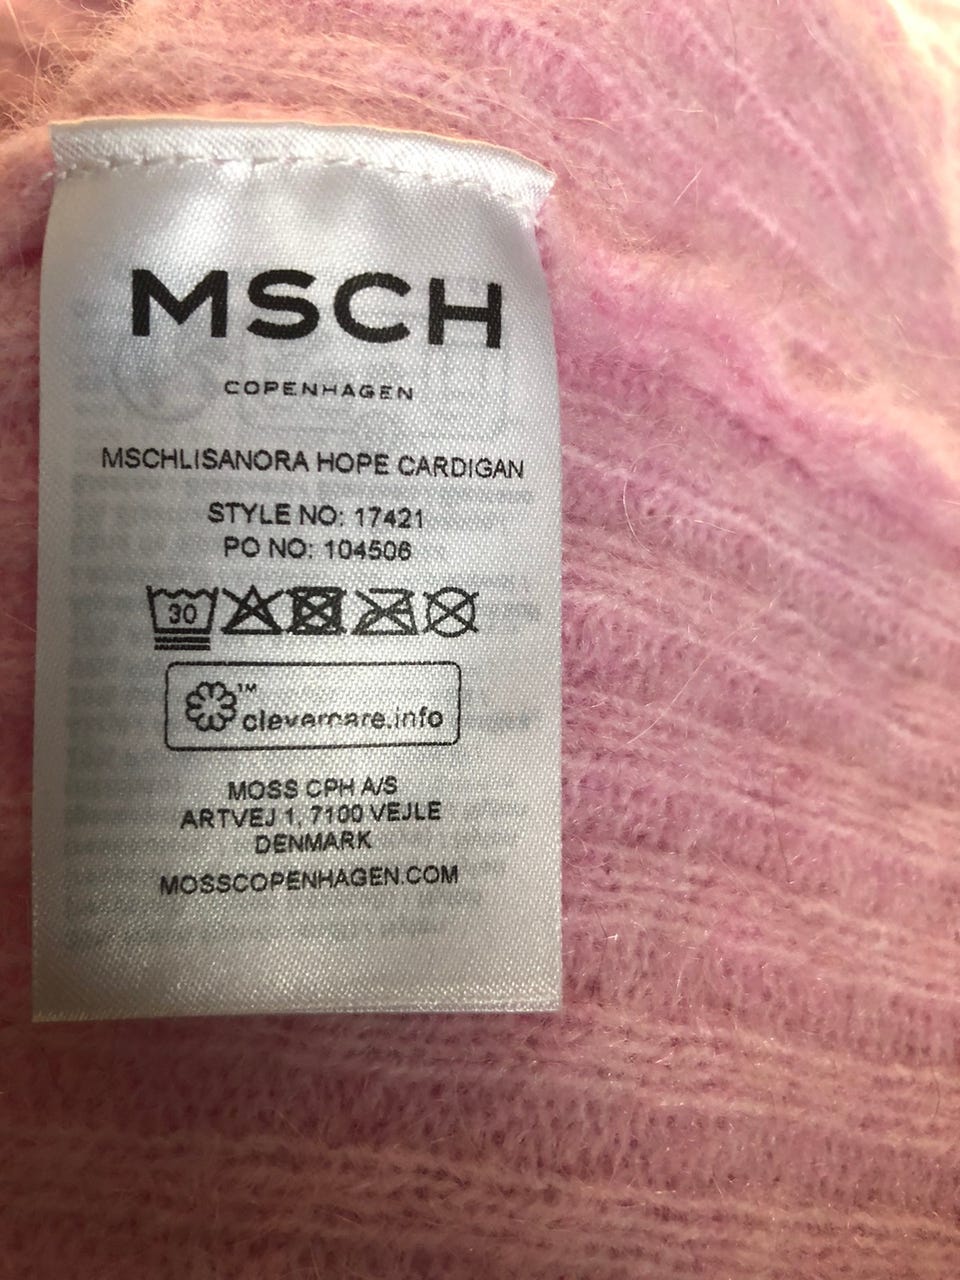 MSCH
COPENHAGEN
MSCHLISANORA HOPE CARDIGAN
STYLE NO: 17421
PO NO: 104506
30
™
clevercare.info
MOSS CPH A/S
ARTVEJ 1, 7100 VEJLE
DENMARK
MOSSCOPENHAGEN.COM